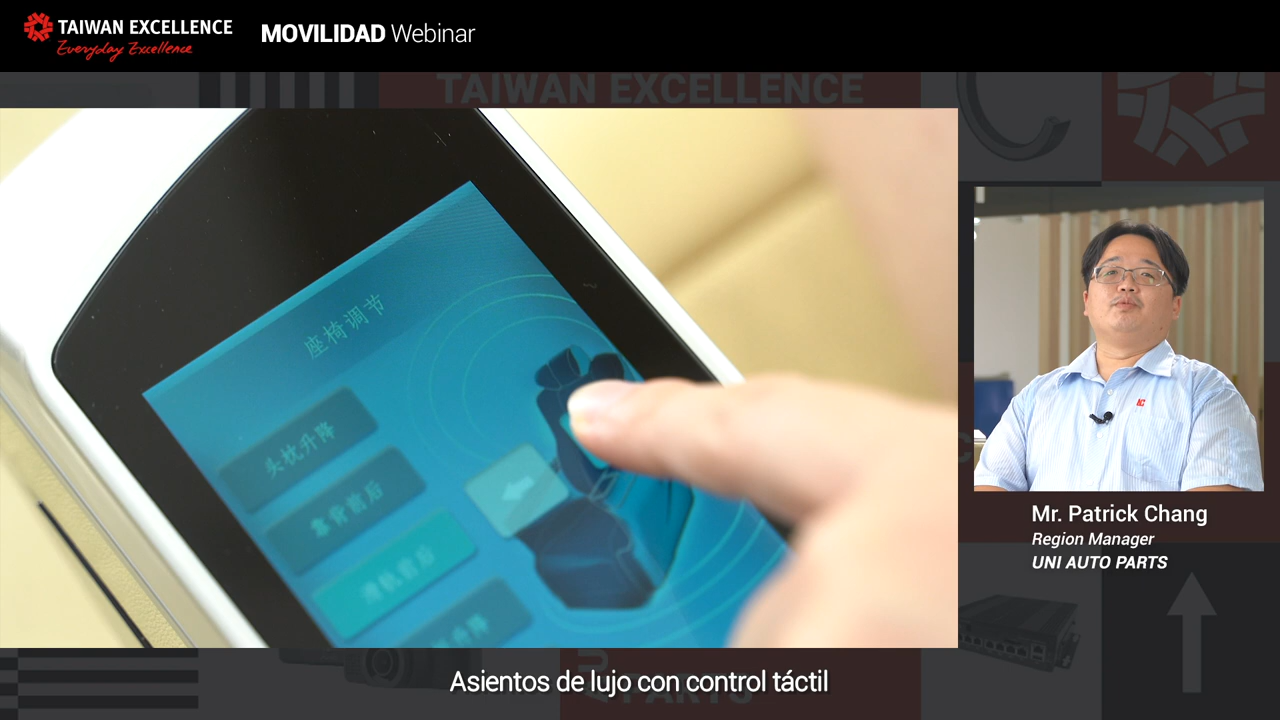 TAIWAN EXCELLENCE
Everyday Excellence
MOVILIDAD Webinar
TAIWAN EXCELLENCE
座椅调节
头枕升降
靠背前后
滑轨前后
升降
Mr. Patrick Chang
Region Manager
UNI AUTO PARTS
Asientos de lujo con control táctil